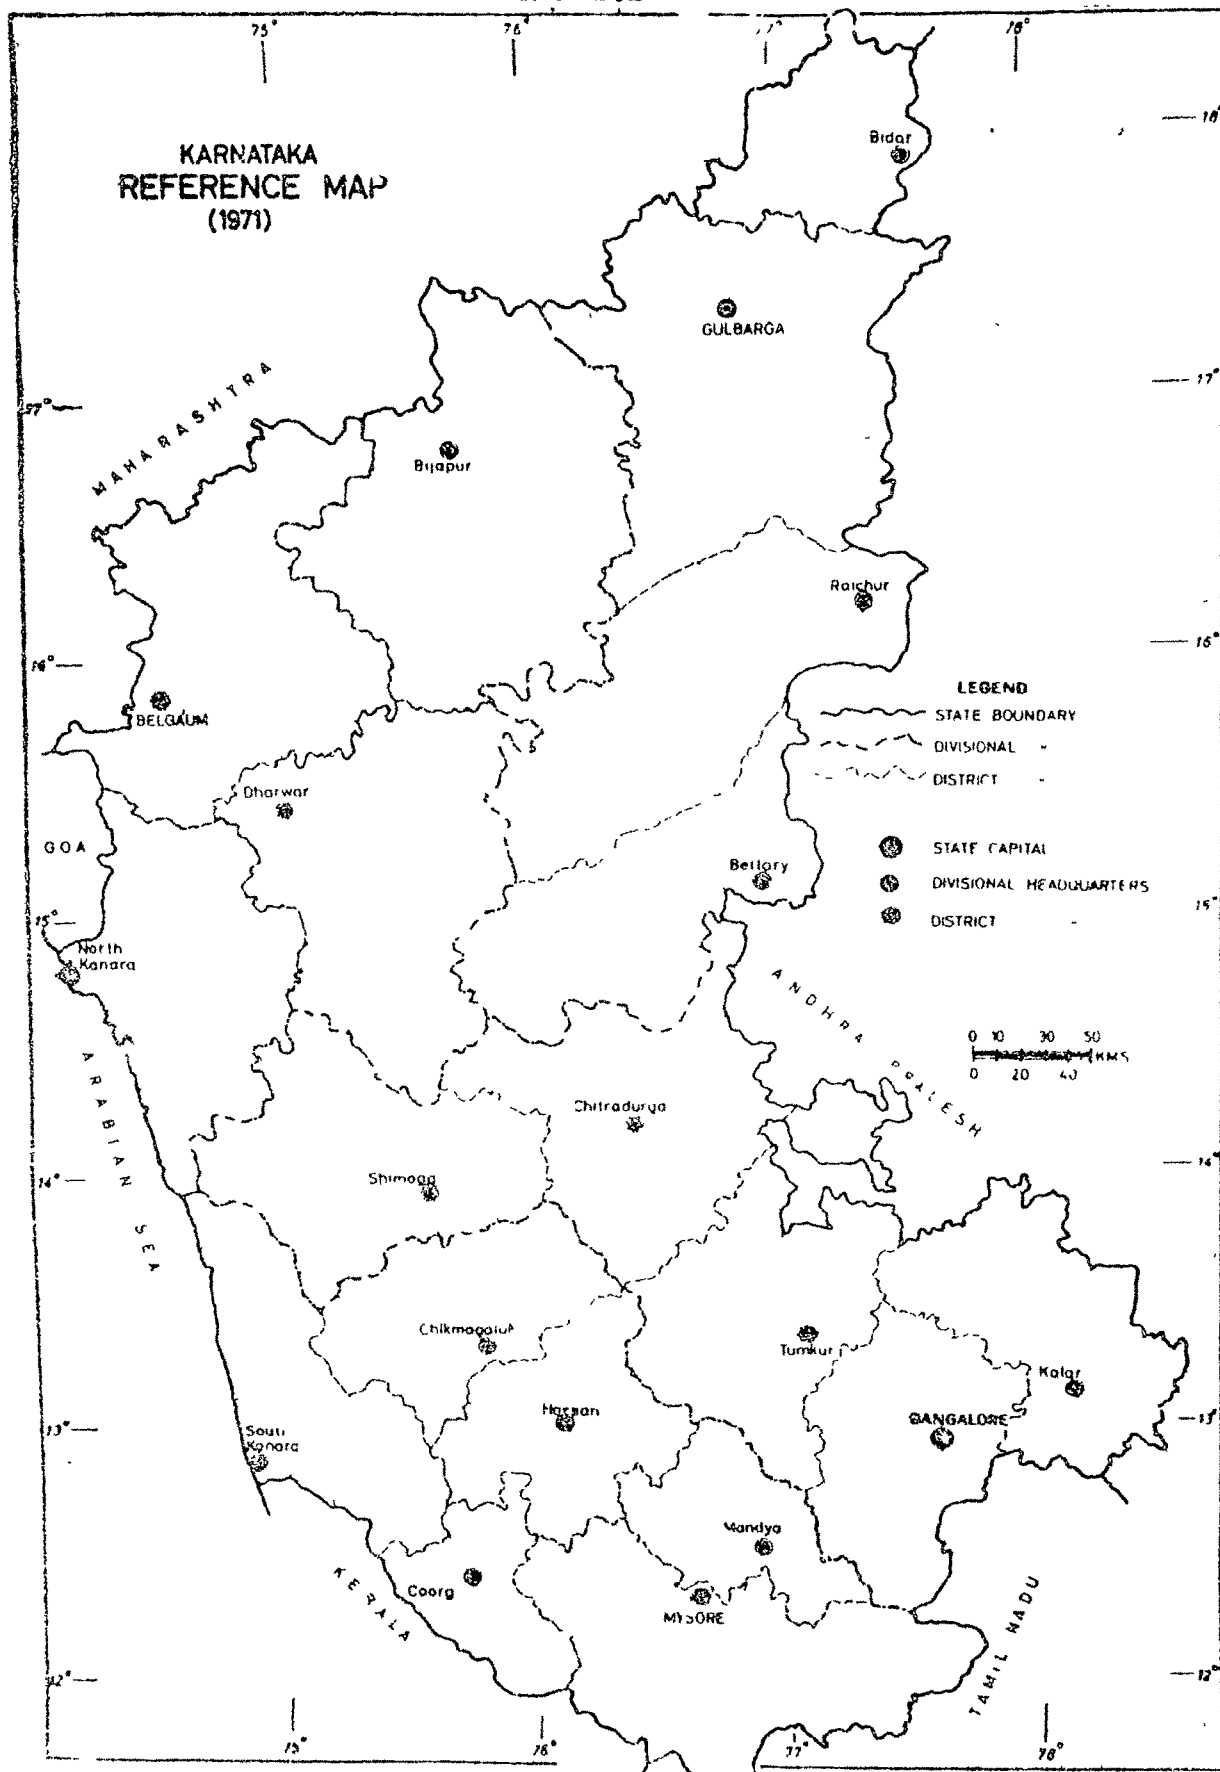 75°
76°
77°
78°
KARNATAKA
REFERENCE MAP
(1971)
18°
Bidar
GULBARGA
MAHARASHTRA
17°
17°
Bijapur
Raichur
16°
16°
BELGAUM
LEGEND
STATE BOUNDARY
DIVISIONAL "
DISTRICT "
Dharwar
GOA
STATE CAPITAL
DIVISIONAL HEADQUARTERS
DISTRICT "
Bellary
15°
15°
North
Kanara
ANDHRA PRADESH
0 10 30 50
KMS
0 20 40
ARABIAN SEA
Chitradurga
14°
14°
Shimoga
Chikmagalur
Tumkur
Kolar
Hassan
BANGALORE
13°
13°
South
Kanara
Mandya
Coorg
MYSORE
KERALA
TAMIL NADU
12°
12°
75°
76°
77°
78°